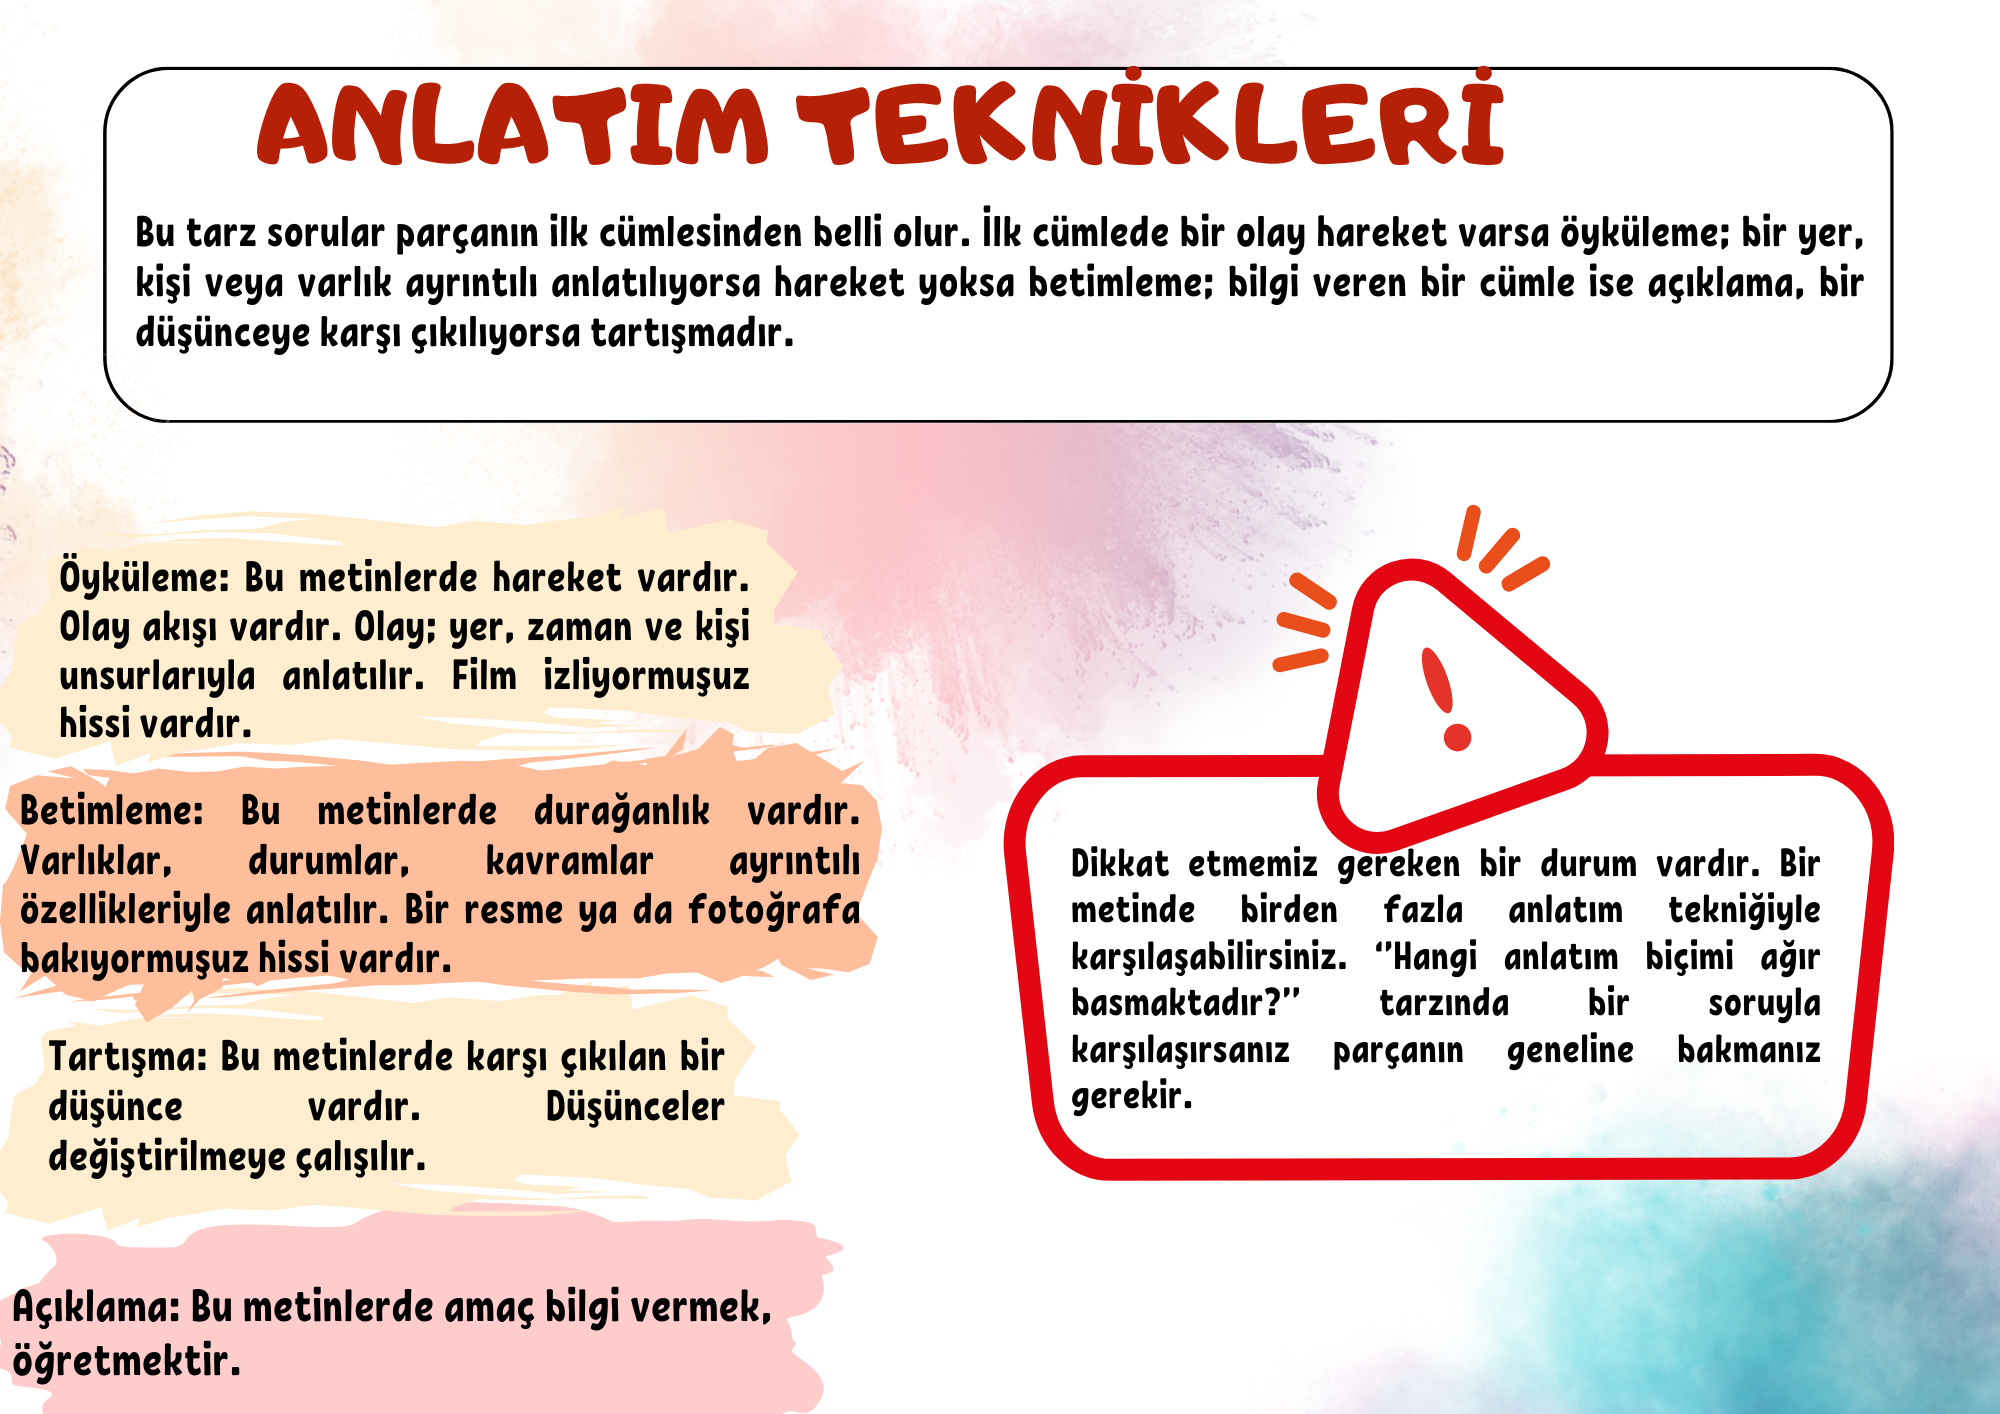 ANLATIM TEKNİKLERİ
Bu tarz sorular parçanın ilk cümlesinden belli olur. İlk cümlede bir olay hareket varsa öyküleme; bir yer,
kişi veya varlık ayrıntılı anlatılıyorsa hareket yoksa betimleme; bilgi veren bir cümle ise açıklama, bir
düşünceye karşı çıkılıyorsa tartışmadır.
Öyküleme: Bu metinlerde hareket vardır.
Olay akışı vardır. Olay; yer, zaman ve kişi
unsurlarıyla anlatılır. Film izliyormuşuz
hissi vardır.
Betimleme: Bu metinlerde durağanlık vardır.
Varlıklar, durumlar, kavramlar ayrıntılı
özellikleriyle anlatılır. Bir resme ya da fotoğrafa
bakıyormuşuz hissi vardır.
Tartışma: Bu metinlerde karşı çıkılan bir
düşünce vardır. Düşünceler
değiştirilmeye çalışılır.
Açıklama: Bu metinlerde amaç bilgi vermek,
öğretmektir.
Dikkat etmemiz gereken bir durum vardır. Bir
metinde birden fazla anlatım tekniğiyle
karşılaşabilirsiniz. ‘’Hangi anlatım biçimi ağır
basmaktadır?’’ tarzında bir soruyla
karşılaşırsanız parçanın geneline bakmanız
gerekir.